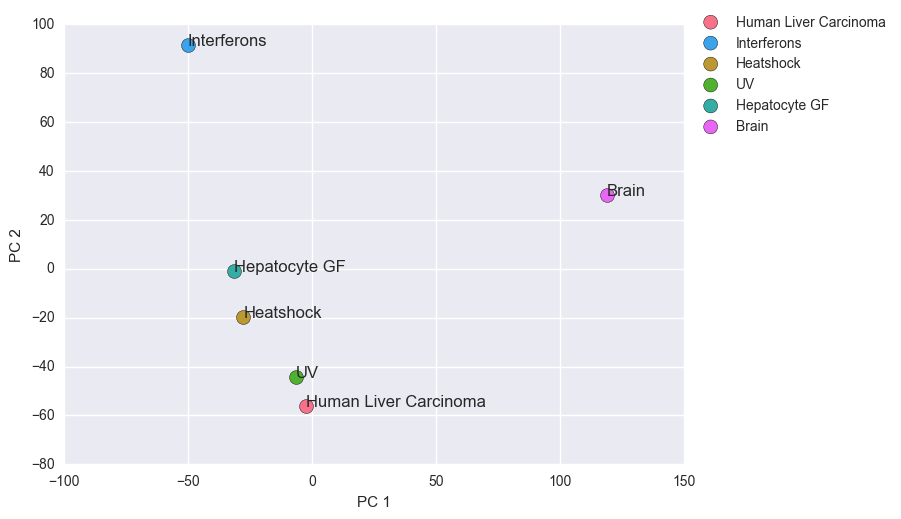 100
80
60
40
20
0
−20
−40
−60
−80
PC 2
−100
−50
0
50
100
150
PC 1
Interferons
Brain
Hepatocyte GF
Heatshock
UV
Human Liver Carcinoma
Human Liver Carcinoma
Interferons
Heatshock
UV
Hepatocyte GF
Brain